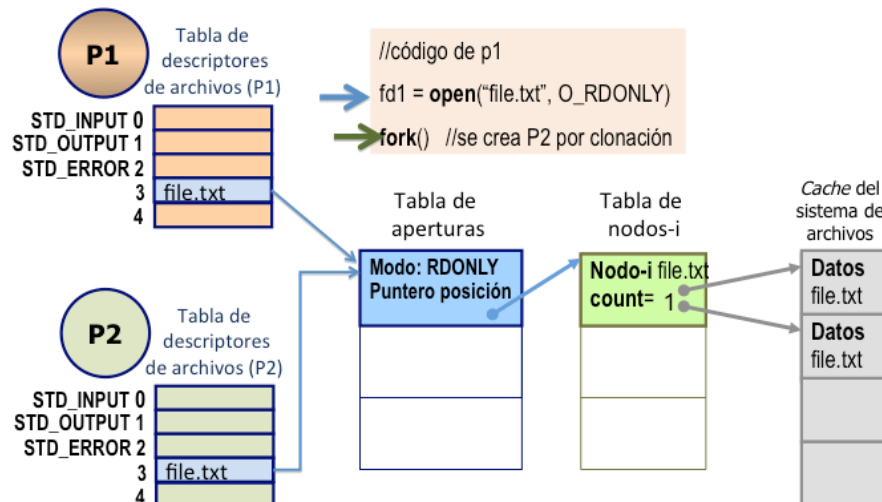 P1
Tabla de
descriptores
de archivos (P1)
STD_INPUT 0
STD_OUTPUT 1
STD_ERROR 2
3 file.txt
4
//código de p1
fd1 = open(“file.txt”, O_RDONLY)
fork() //se crea P2 por clonación
Tabla de
aperturas
Modo: RDONLY
Puntero posición
Tabla de
nodos-i
Nodo-i file.txt
count= 1
Cache del
sistema de
archivos
Datos
file.txt
Datos
file.txt
P2
Tabla de
descriptores
de archivos (P2)
STD_INPUT 0
STD_OUTPUT 1
STD_ERROR 2
3 file.txt
4